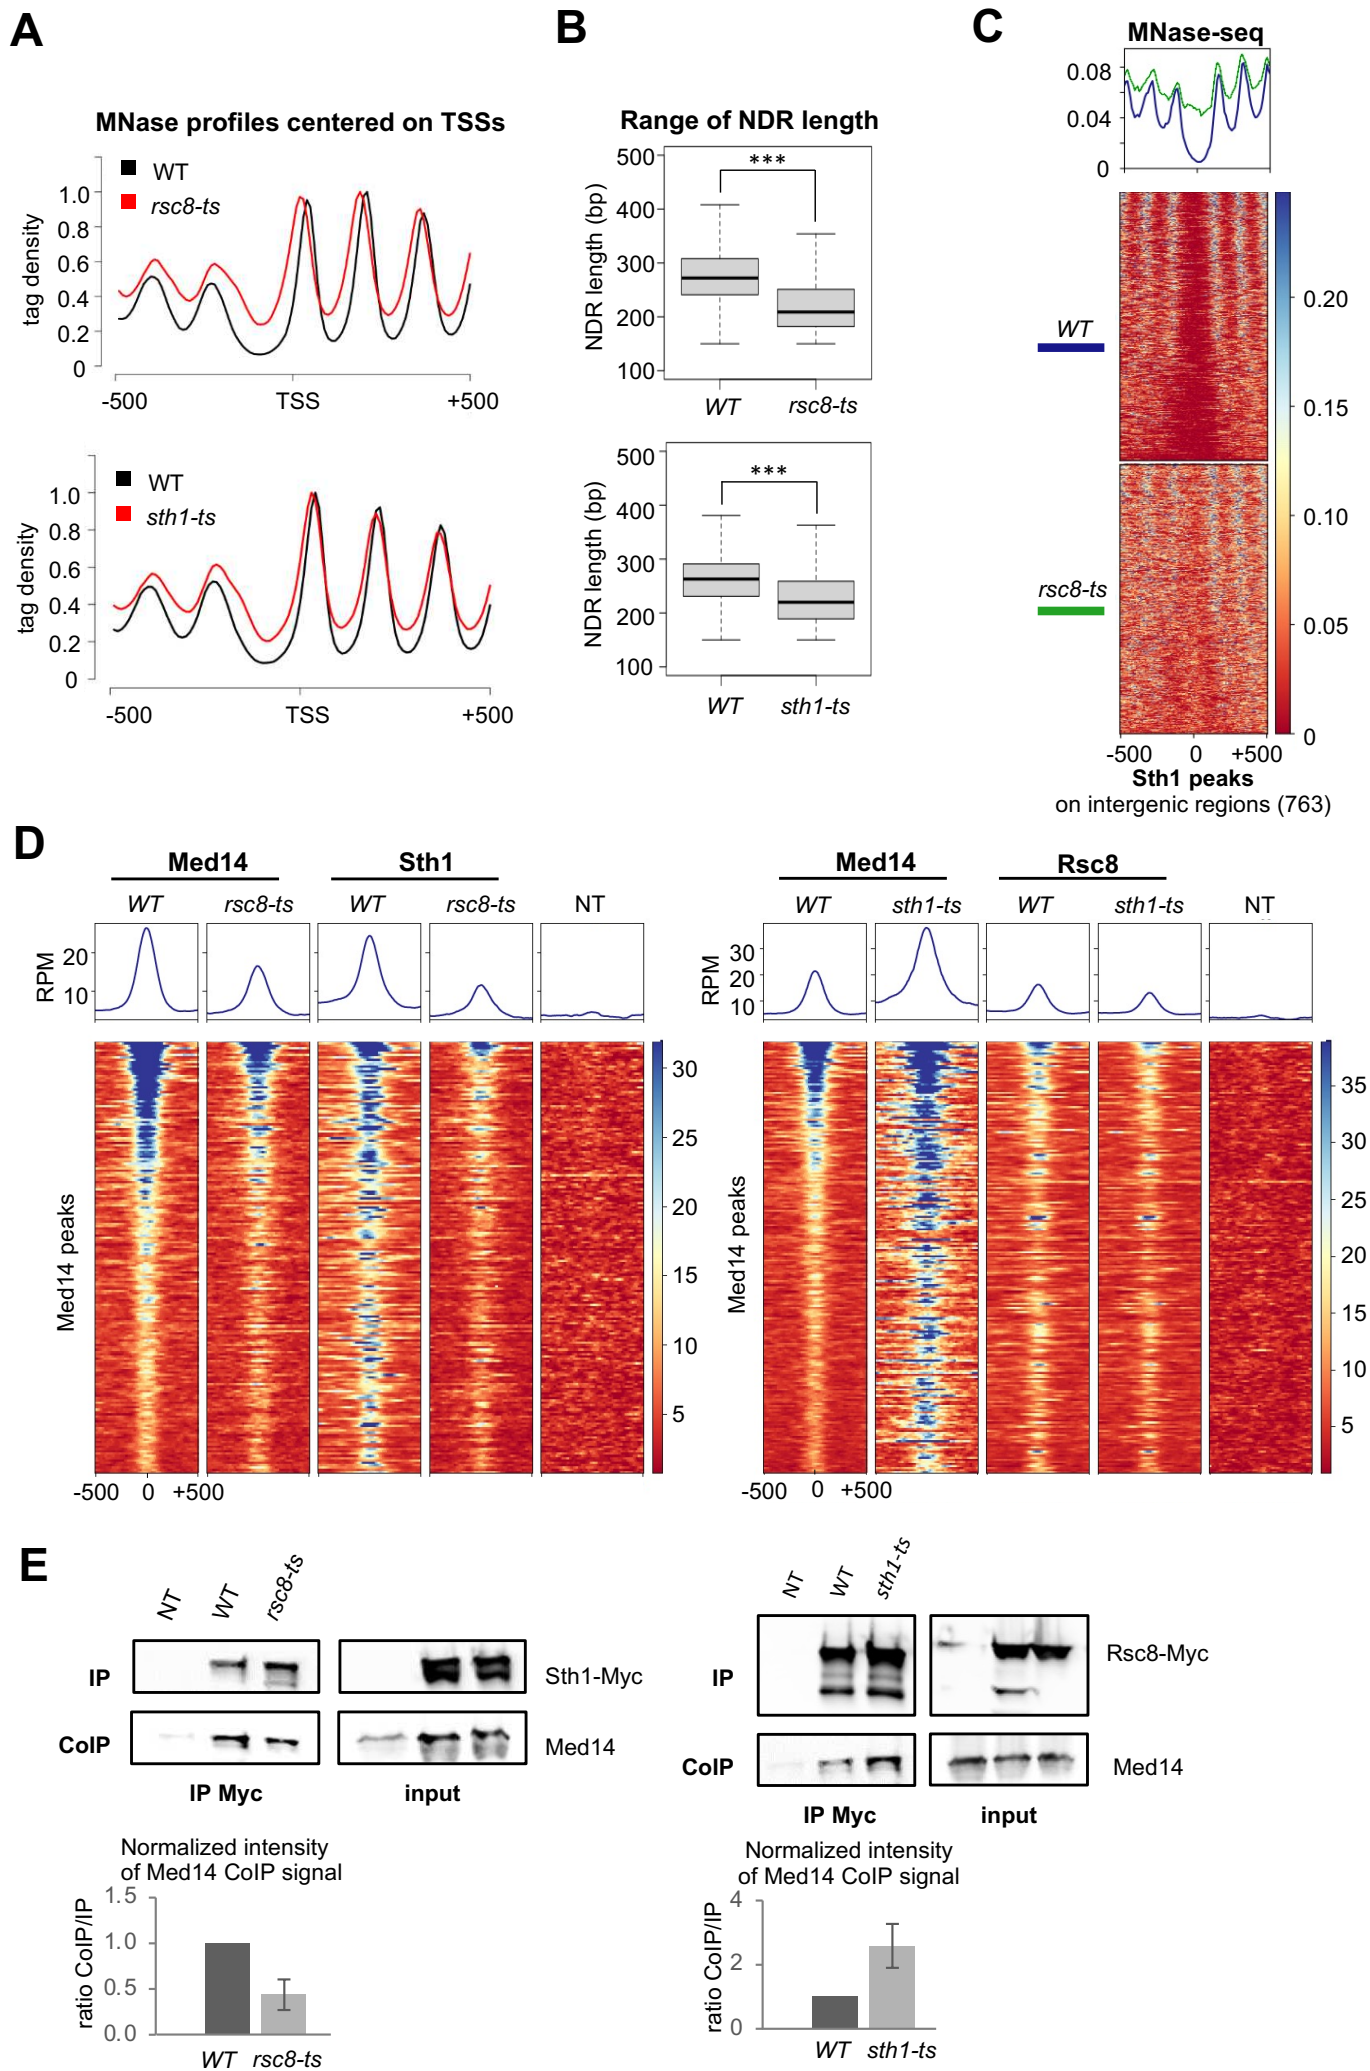 A
MNase profiles centered on TSSs
tag density
1.0
0.8
0.6
0.4
0.2
0
WT
rsc8-ts
-500
TSS
+500
tag density
1.0
0.8
0.6
0.4
0.2
0
WT
sth1-ts
-500
TSS
+500
B
Range of NDR length
NDR length (bp)
500
400
300
200
100
***
WT
rsc8-ts
NDR length (bp)
500
400
300
200
100
***
WT
sth1-ts
C
MNase-seq
0.08
0.04
0
WT
rsc8-ts
0.20
0.15
0.10
0.05
0
-500 0 +500
Sth1 peaks
on intergenic regions (763)
D
Med14 Sth1
WT rsc8-ts WT rsc8-ts NT
RPM
20
10
Med14 peaks
30
25
20
15
10
5
-500 0 +500
Med14 Rsc8
WT sth1-ts WT sth1-ts NT
RPM
30
20
10
Med14 peaks
35
30
25
20
15
10
5
-500 0 +500
E
NT WT rsc8-ts
IP
Sth1-Myc
CoIP
Med14
IP Myc input
Normalized intensity
of Med14 CoIP signal
ratio CoIP/IP
1.5
1.0
0.5
0.0
WT rsc8-ts
NT WT sth1-ts
IP
Rsc8-Myc
CoIP
Med14
IP Myc input
Normalized intensity
of Med14 CoIP signal
ratio CoIP/IP
4
2
0
WT sth1-ts